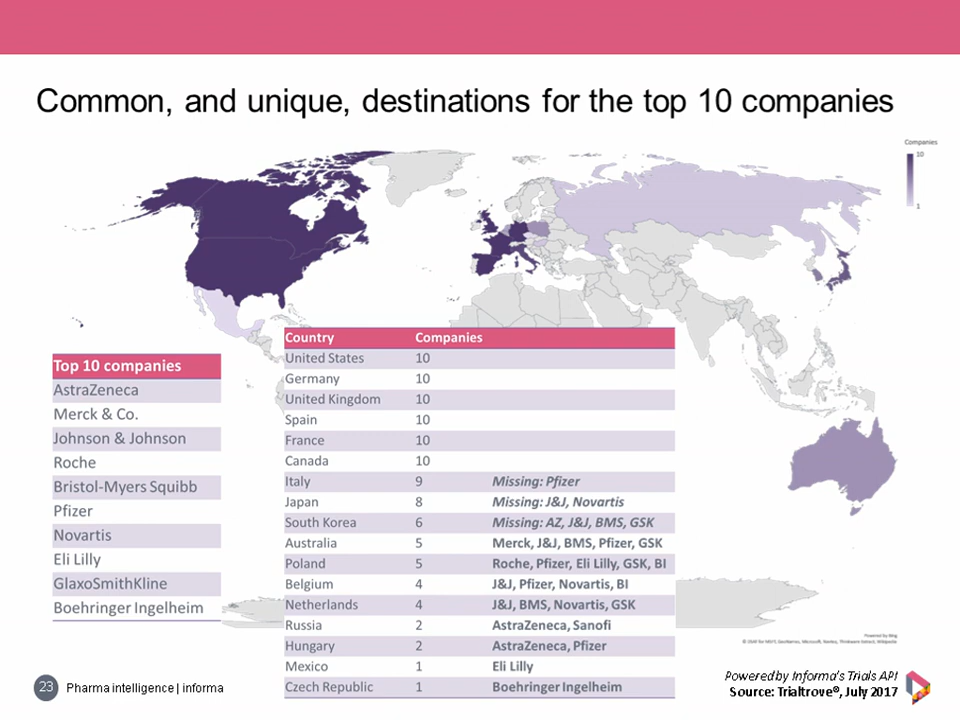 Common, and unique, destinations for the top 10 companies
Companies
10
1
Top 10 companies
AstraZeneca
Merck & Co.
Johnson & Johnson
Roche
Bristol-Myers Squibb
Pfizer
Novartis
Eli Lilly
GlaxoSmithKline
Boehringer Ingelheim
Country Companies
United States 10
Germany 10
United Kingdom 10
Spain 10
France 10
Canada 10
Italy 9 Missing: Pfizer
Japan 8 Missing: J&J, Novartis
South Korea 6 Missing: AZ, J&J, BMS, GSK
Australia 5 Merck, J&J, BMS, Pfizer, GSK
Poland 5 Roche, Pfizer, Eli Lilly, GSK, BI
Belgium 4 J&J, Pfizer, Novartis, BI
Netherlands 4 J&J, BMS, Novartis, GSK
Russia 2 AstraZeneca, Sanofi
Hungary 2 AstraZeneca, Pfizer
Mexico 1 Eli Lilly
Czech Republic 1 Boehringer Ingelheim
Powered by Bing
23 Pharma intelligence | informa
Powered by Informa's Trials API
Source: Trialtrove®, July 2017